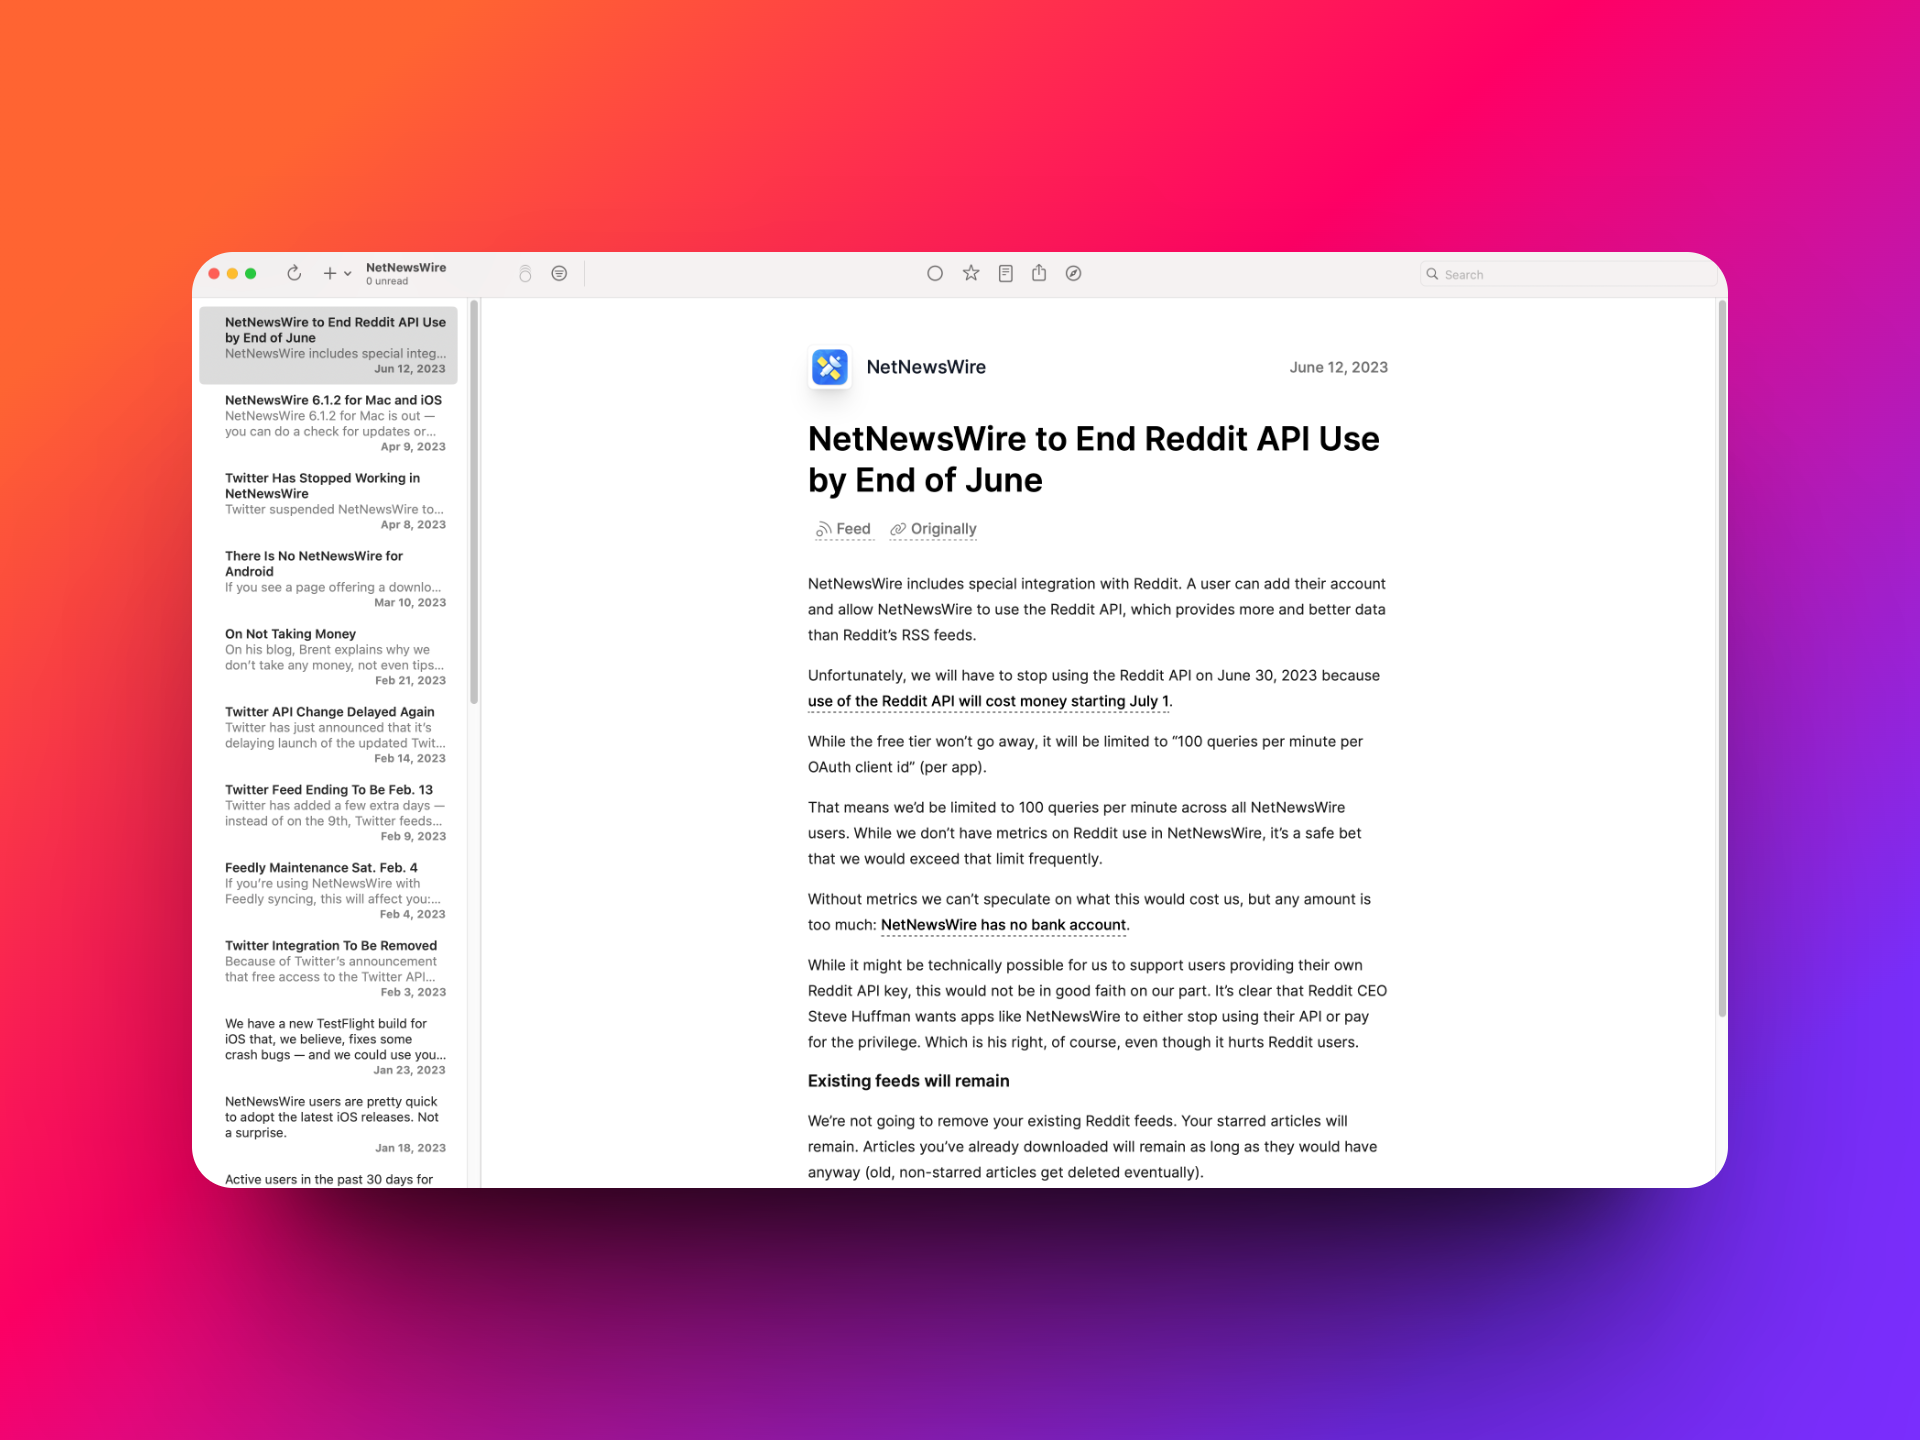 NetNewsWire
0 unread
Search
NetNewsWire to End Reddit API Use
by End of June
NetNewsWire includes special integ...
Jun 12, 2023
NetNewsWire 6.1.2 for Mac and iOS
NetNewsWire 6.1.2 for Mac is out —
you can do a check for updates or...
Apr 9, 2023
Twitter Has Stopped Working in
NetNewsWire
Twitter suspended NetNewsWire to...
Apr 8, 2023
There Is No NetNewsWire for
Android
If you see a page offering a downlo...
Mar 10, 2023
On Not Taking Money
On his blog, Brent explains why we
don’t take any money, not even tips...
Feb 21, 2023
Twitter API Change Delayed Again
Twitter has just announced that it’s
delaying launch of the updated Twit...
Feb 14, 2023
Twitter Feed Ending To Be Feb. 13
Twitter has added a few extra days —
instead of on the 9th, Twitter feeds...
Feb 9, 2023
Feedly Maintenance Sat. Feb. 4
If you’re using NetNewsWire with
Feedly syncing, this will affect you:...
Feb 4, 2023
Twitter Integration To Be Removed
Because of Twitter’s announcement
that free access to the Twitter API...
Feb 3, 2023
We have a new TestFlight build for
iOS that, we believe, fixes some
crash bugs — and we could use you...
Jan 23, 2023
NetNewsWire users are pretty quick
to adopt the latest iOS releases. Not
a surprise.
Jan 18, 2023
Active users in the past 30 days for
NetNewsWire
June 12, 2023
NetNewsWire to End Reddit API Use
by End of June
Feed Originally
NetNewsWire includes special integration with Reddit. A user can add their account
and allow NetNewsWire to use the Reddit API, which provides more and better data
than Reddit’s RSS feeds.
Unfortunately, we will have to stop using the Reddit API on June 30, 2023 because
use of the Reddit API will cost money starting July 1.
While the free tier won’t go away, it will be limited to “100 queries per minute per
OAuth client id” (per app).
That means we’d be limited to 100 queries per minute across all NetNewsWire
users. While we don’t have metrics on Reddit use in NetNewsWire, it’s a safe bet
that we would exceed that limit frequently.
Without metrics we can’t speculate on what this would cost us, but any amount is
too much: NetNewsWire has no bank account.
While it might be technically possible for us to support users providing their own
Reddit API key, this would not be in good faith on our part. It’s clear that Reddit CEO
Steve Huffman wants apps like NetNewsWire to either stop using their API or pay
for the privilege. Which is his right, of course, even though it hurts Reddit users.
Existing feeds will remain
We’re not going to remove your existing Reddit feeds. Your starred articles will
remain. Articles you’ve already downloaded will remain as long as they would have
anyway (old, non-starred articles get deleted eventually).